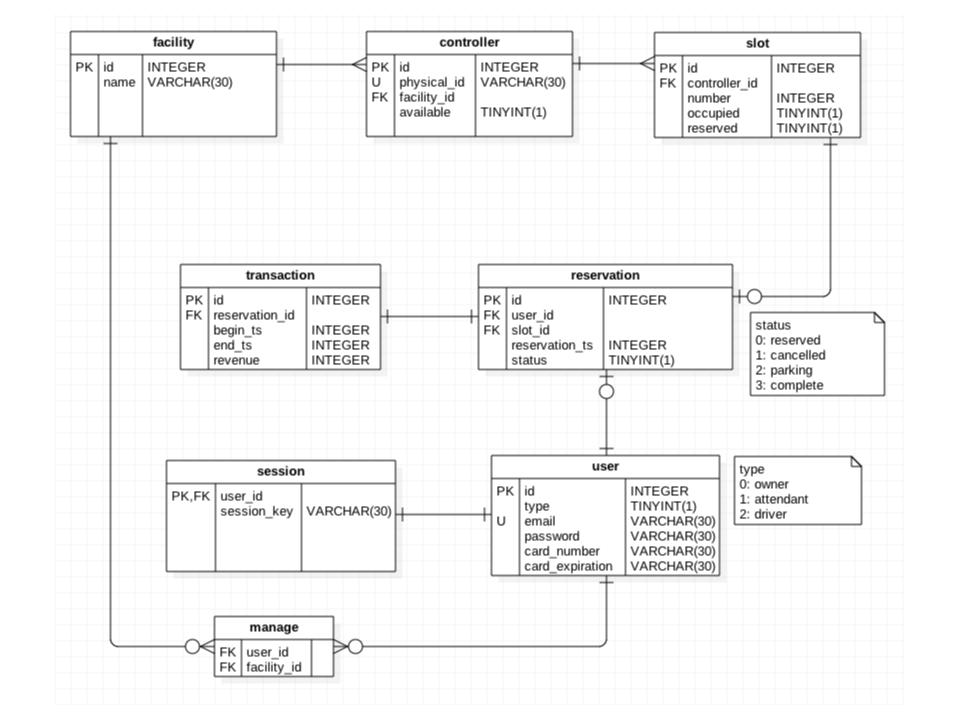 facility
PK id INTEGER
name VARCHAR(30)
controller
PK id INTEGER
U physical_id VARCHAR(30)
FK facility_id
available TINYINT(1)
slot
PK id INTEGER
FK controller_id
number INTEGER
occupied TINYINT(1)
reserved TINYINT(1)
transaction
PK id INTEGER
FK reservation_id
begin_ts INTEGER
end_ts INTEGER
revenue INTEGER
reservation
PK id INTEGER
FK user_id
FK slot_id
reservation_ts INTEGER
status TINYINT(1)
status
0: reserved
1: cancelled
2: parking
3: complete
session
PK,FK user_id
session_key VARCHAR(30)
user
PK id INTEGER
type TINYINT(1)
U email VARCHAR(30)
password VARCHAR(30)
card_number VARCHAR(30)
card_expiration VARCHAR(30)
type
0: owner
1: attendant
2: driver
manage
FK user_id
FK facility_id